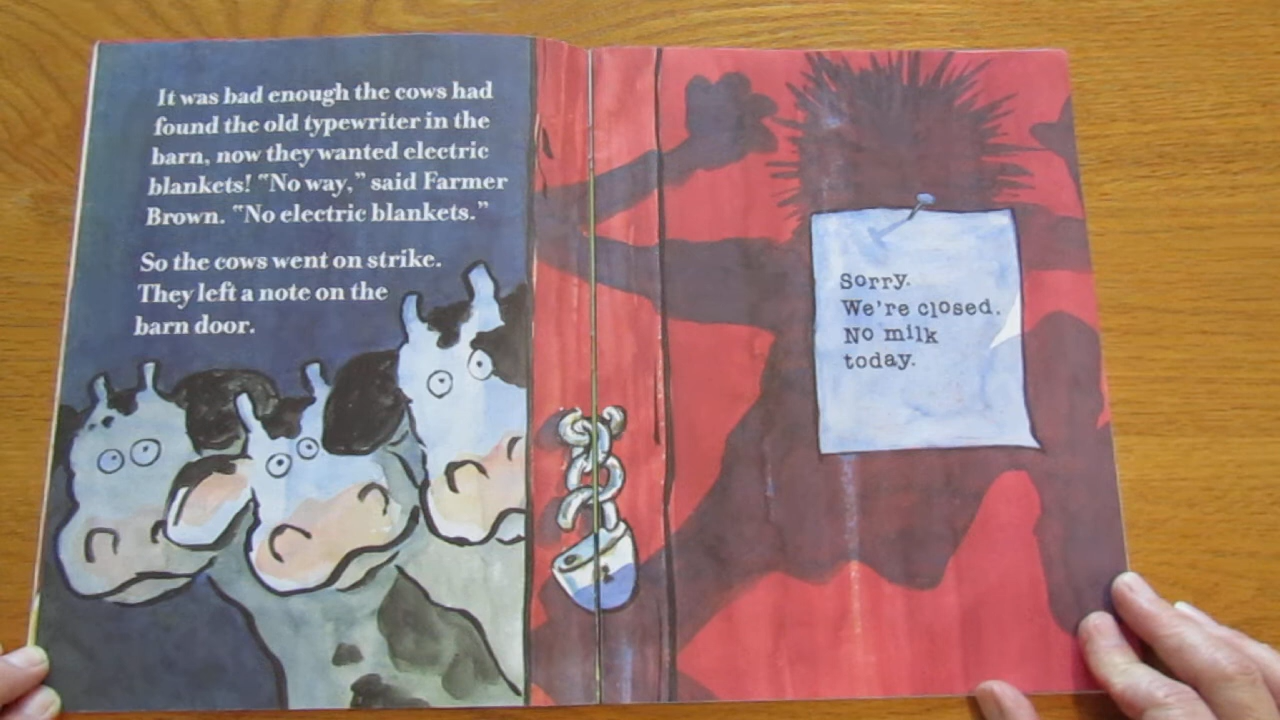 It was bad enough the cows had
found the old typewriter in the
barn, now they wanted electric
blankets! "No way," said Farmer
Brown. "No electric blankets."
So the cows went on strike.
They left a note on the
barn door.
Sorry.
We're closed.
No milk
today.